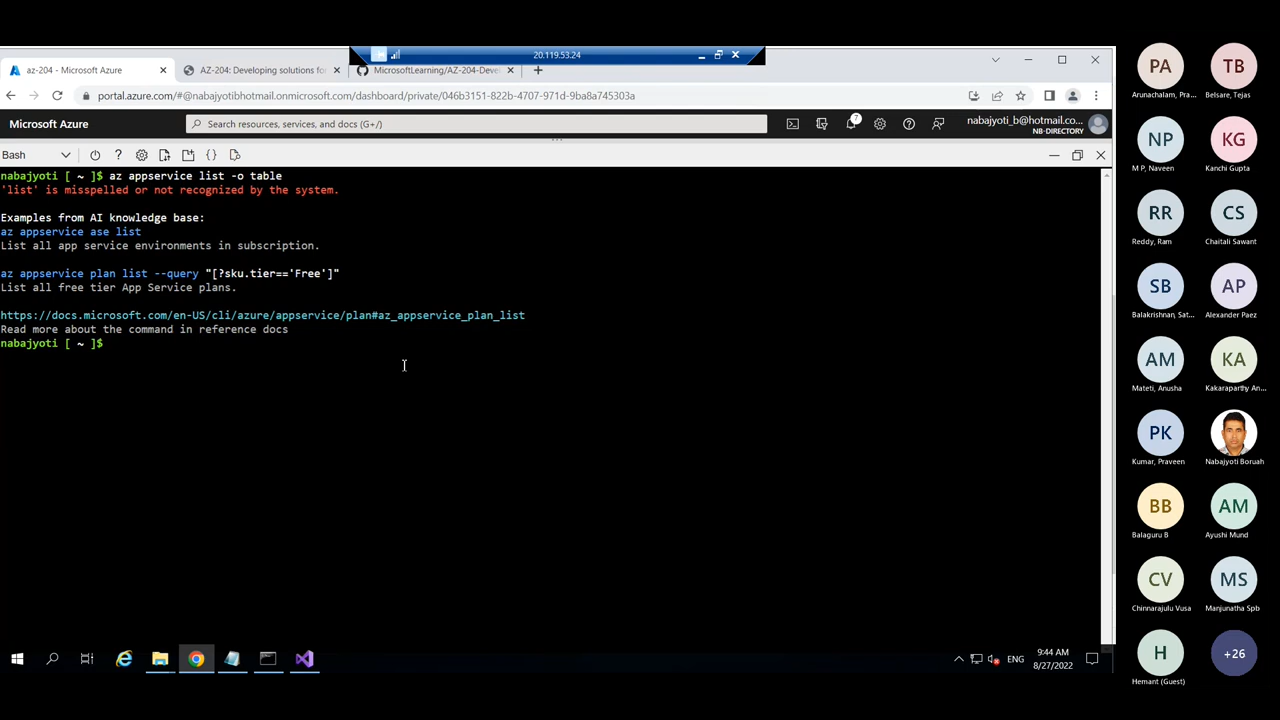 20.119.53.24
az-204 - Microsoft Azure
AZ-204: Developing solutions for
MicrosoftLearning/AZ-204-Deve
portal.azure.com/#@nabajyotibhotmail.onmicrosoft.com/dashboard/private/046b3151-822b-4707-971d-9ba8a745303a
Microsoft Azure
Search resources, services, and docs (G+/)
7
nabajyoti_b@hotmail.co...
NB-DIRECTORY
Bash
nabajyoti [ ~ ]$ az appservice list -o table
'list' is misspelled or not recognized by the system.
Examples from AI knowledge base:
az appservice ase list
List all app service environments in subscription.
az appservice plan list --query "[?sku.tier=='Free']"
List all free tier App Service plans.
https://docs.microsoft.com/en-US/cli/azure/appservice/plan#az_appservice_plan_list
Read more about the command in reference docs
nabajyoti [ ~ ]$
ENG
9:44 AM
8/27/2022
PA
Arunachalam, Pra...
TB
Belsare, Tejas
NP
M P, Naveen
KG
Kanchi Gupta
RR
Reddy, Ram
CS
Chaitali Sawant
SB
Balakrishnan, Sat...
AP
Alexander Paez
AM
Mateti, Anusha
KA
Kakaraparthy An...
PK
Kumar, Praveen
Nabajyoti Boruah
BB
Balaguru B
AM
Ayushi Mund
CV
Chinnarajulu Vusa
MS
Manjunatha Spb
H
Hemant (Guest)
+26